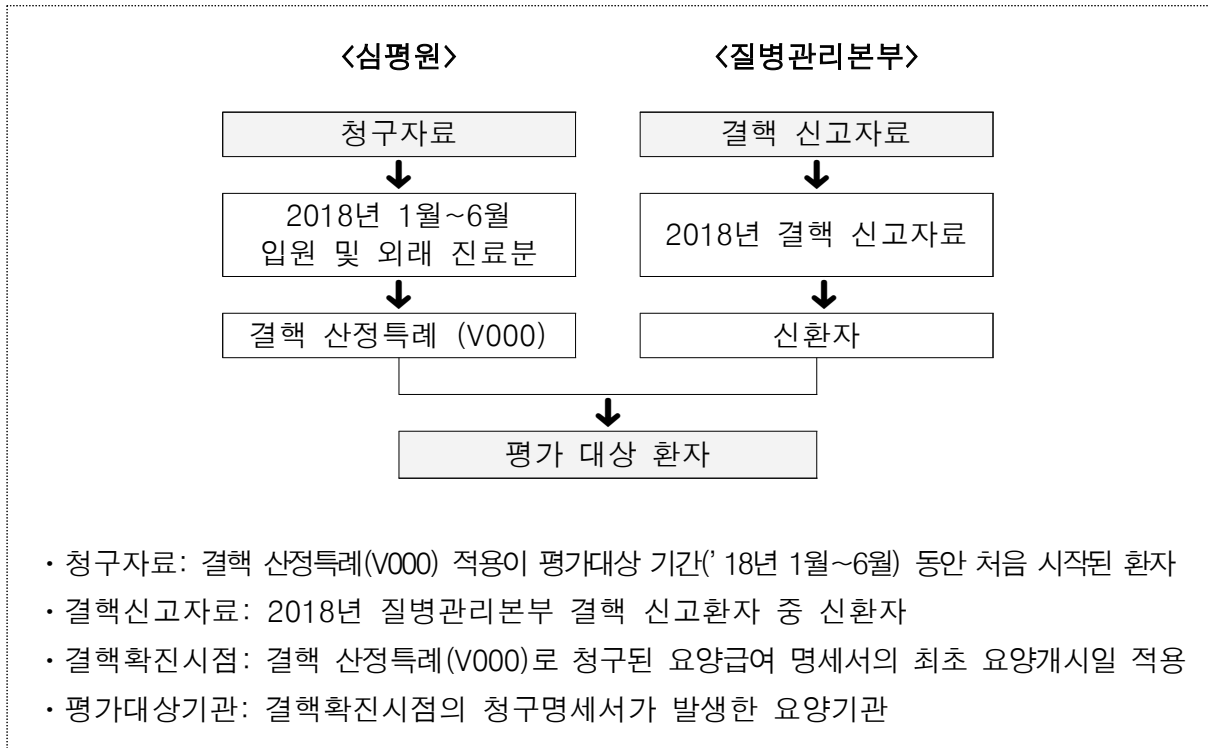 <심평원>
<질병관리본부>
청구자료
결핵 신고자료
2018년 1월~6월
입원 및 외래 진료분
2018년 결핵 신고자료
결핵 산정특례 (V000)
신환자
평가 대상 환자
· 청구자료: 결핵 산정특례(V000) 적용이 평가대상 기간(’18년 1월~6월) 동안 처음 시작된 환자
· 결핵신고자료: 2018년 질병관리본부 결핵 신고환자 중 신환자
· 결핵확진시점: 결핵 산정특례(V000)로 청구된 요양급여 명세서의 최초 요양개시일 적용
· 평가대상기관: 결핵확진시점의 청구명세서가 발생한 요양기관